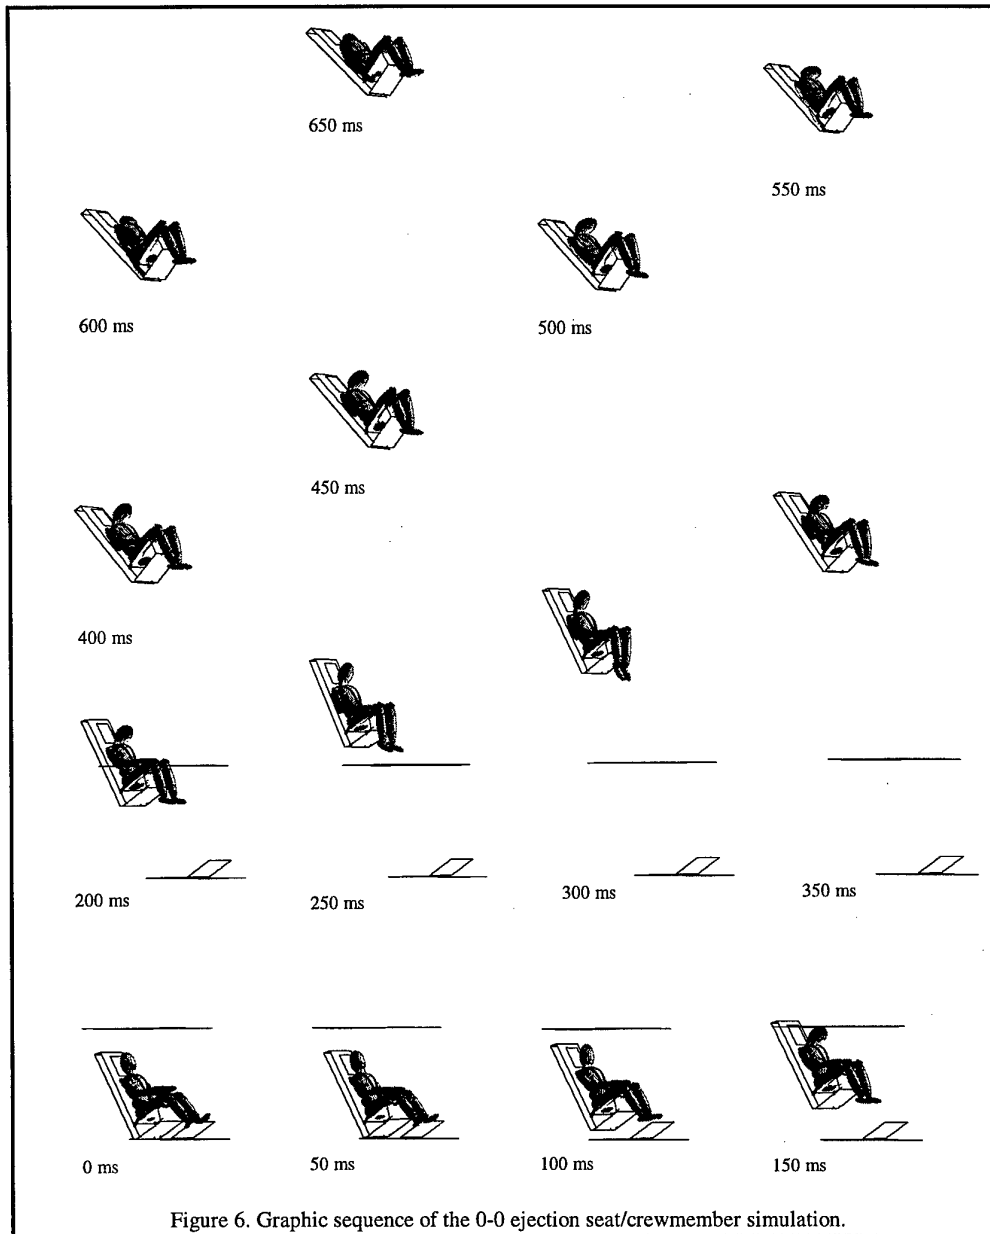 650 ms
550 ms
600 ms
500 ms
450 ms
400 ms
200 ms
250 ms
300 ms
350 ms
0 ms
50 ms
100 ms
150 ms
Figure 6. Graphic sequence of the 0-0 ejection seat/crewmember simulation.